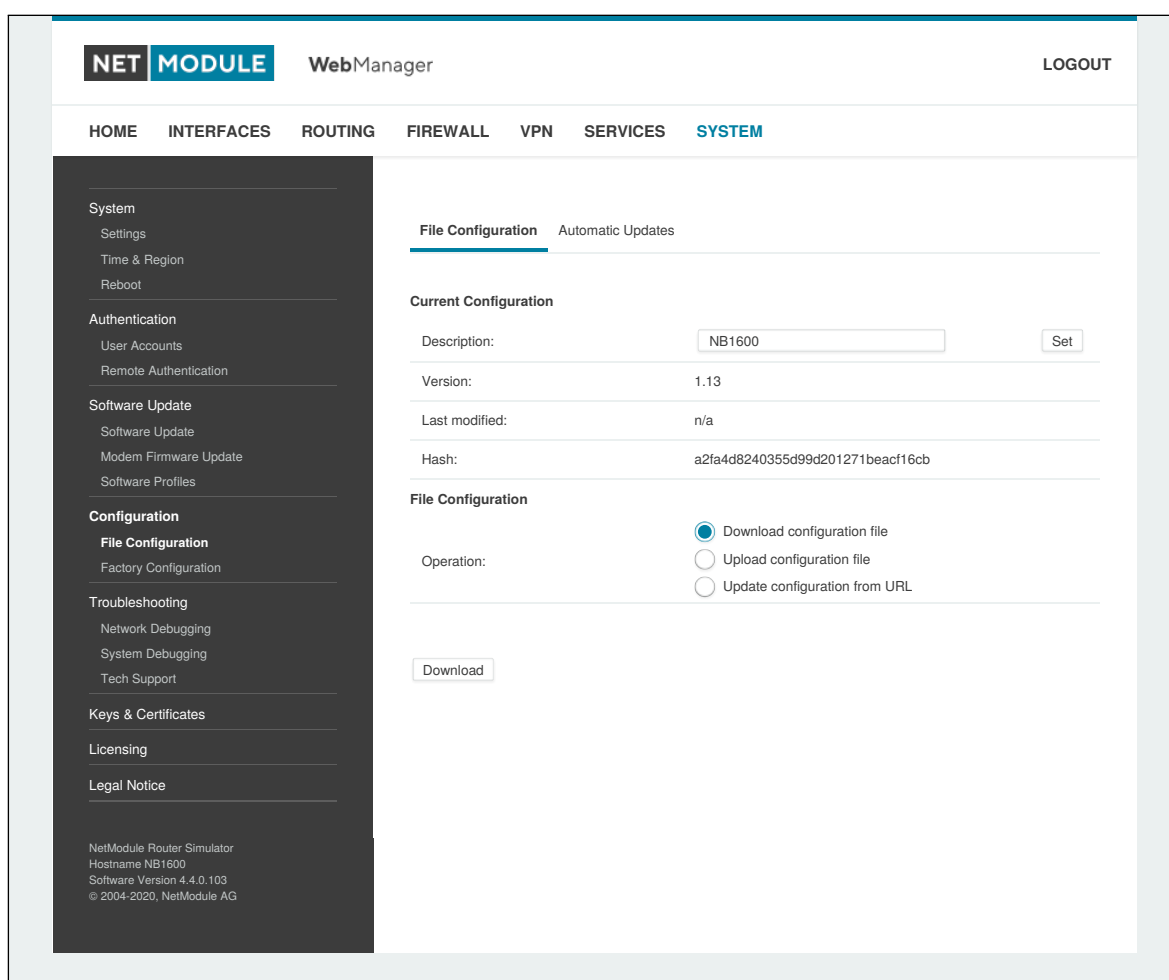 NET MODULE WebManager LOGOUT
HOME INTERFACES ROUTING FIREWALL VPN SERVICES SYSTEM
System
Settings
Time & Region
Reboot
Authentication
User Accounts
Remote Authentication
Software Update
Software Update
Modem Firmware Update
Software Profiles
Configuration
File Configuration
Factory Configuration
Troubleshooting
Network Debugging
System Debugging
Tech Support
Keys & Certificates
Licensing
Legal Notice
NetModule Router Simulator
Hostname NB1600
Software Version 4.4.0.103
© 2004-2020, NetModule AG
File Configuration Automatic Updates
Current Configuration
Description: NB1600 Set
Version: 1.13
Last modified: n/a
Hash: a2fa4d8240355d99d201271beacf16cb
File Configuration
Operation:
Download configuration file
Upload configuration file
Update configuration from URL
Download